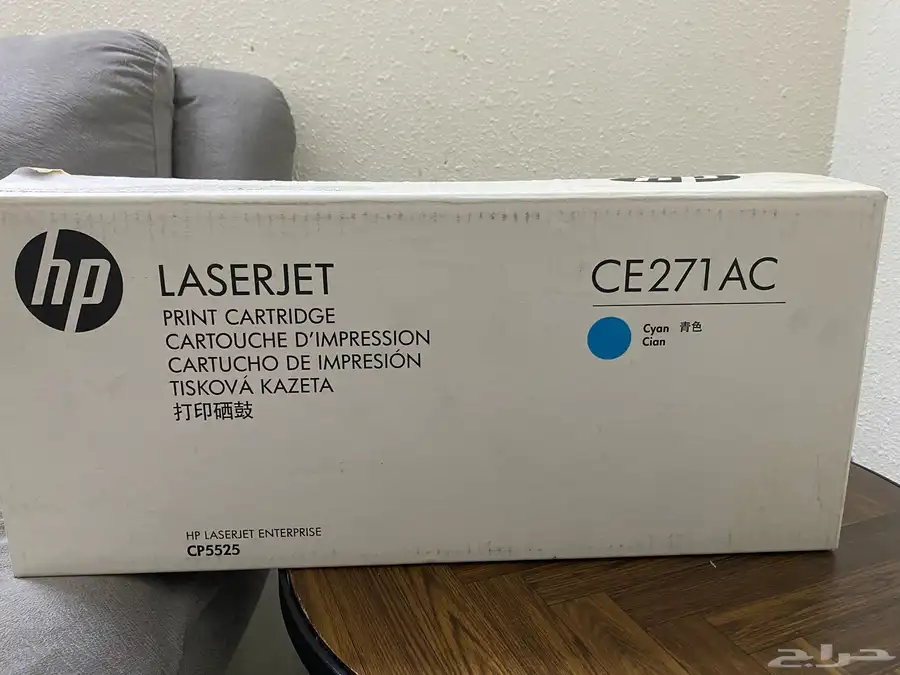 hp
LASERJET
PRINT CARTRIDGE
CARTOUCHE D'IMPRESSION
CARTUCHO DE IMPRESIÓN
TISKOVÁ KAZETA
打印硒鼓
CE271AC
Cyan 青色
Cian
HP LASERJET ENTERPRISE
CP5525
حراج